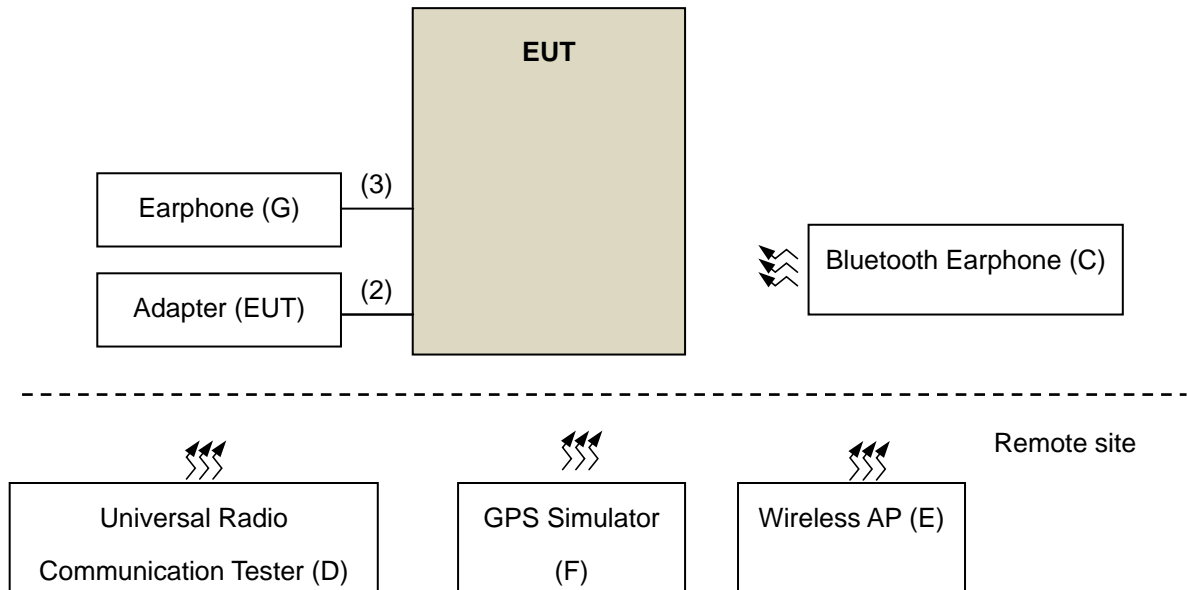 EUT
(3)
Earphone (G)
Bluetooth Earphone (C)
(2)
Adapter (EUT)
Remote site
Universal Radio
Communication Tester (D)
GPS Simulator
(F)
Wireless AP (E)